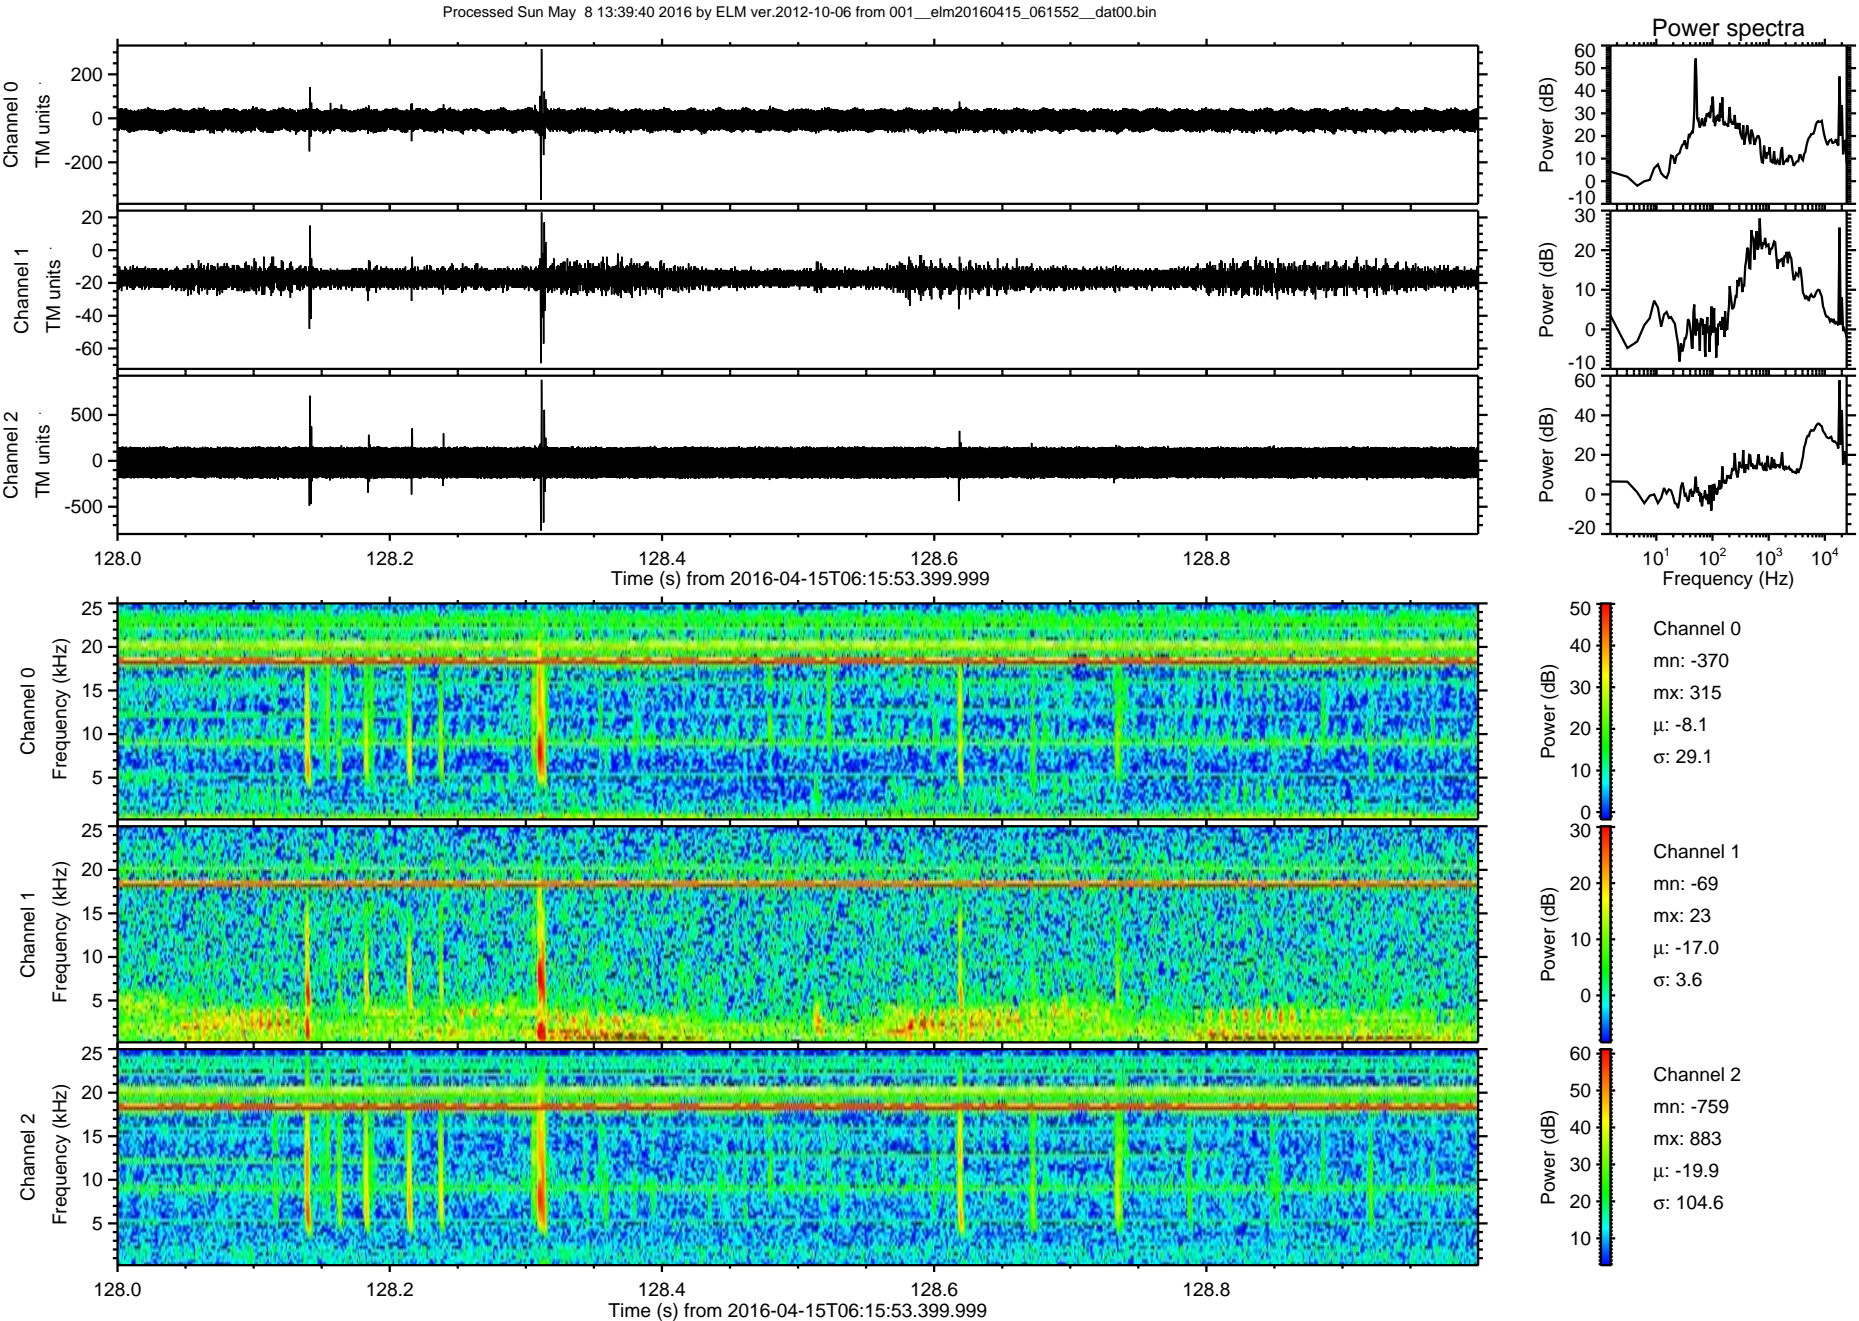 Processed Sun May  8 13:39:40 2016 by ELM ver.2012-10-06 from 001__elm20160415_061552__dat00.bin
Power spectra
Channel 0
TM units
200
0
-200
Power (dB)
60
50
40
30
20
10
0
-10
Channel 1
TM units
20
0
-20
-40
-60
Power (dB)
30
20
10
0
-10
Channel 2
TM units
500
0
-500
Power (dB)
60
40
20
0
-20
128.0 128.2 128.4 128.6 128.8
Time (s) from 2016-04-15T06:15:53.399.999
10¹ 10² 10³ 10⁴
Frequency (Hz)
Channel 0
Frequency (kHz)
25
20
15
10
5
Power (dB)
50
40
30
20
10
0
Channel 0
mn: -370
mx: 315
μ: -8.1
σ: 29.1
Channel 1
Frequency (kHz)
25
20
15
10
5
Power (dB)
30
20
10
0
Channel 1
mn: -69
mx: 23
μ: -17.0
σ: 3.6
Channel 2
Frequency (kHz)
25
20
15
10
5
Power (dB)
60
50
40
30
20
10
Channel 2
mn: -759
mx: 883
μ: -19.9
σ: 104.6
128.0 128.2 128.4 128.6 128.8
Time (s) from 2016-04-15T06:15:53.399.999